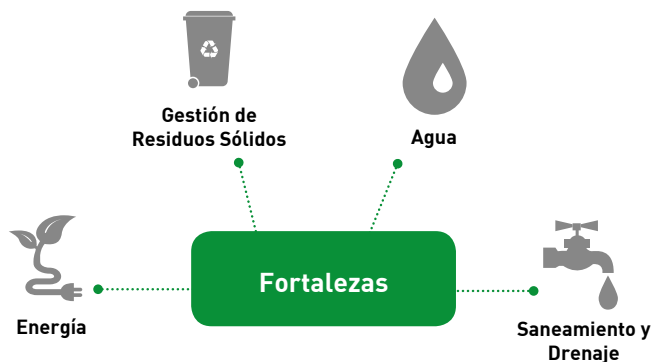 Gestión de
Residuos Sólidos
Agua
Fortalezas
Energía
Saneamiento y
Drenaje